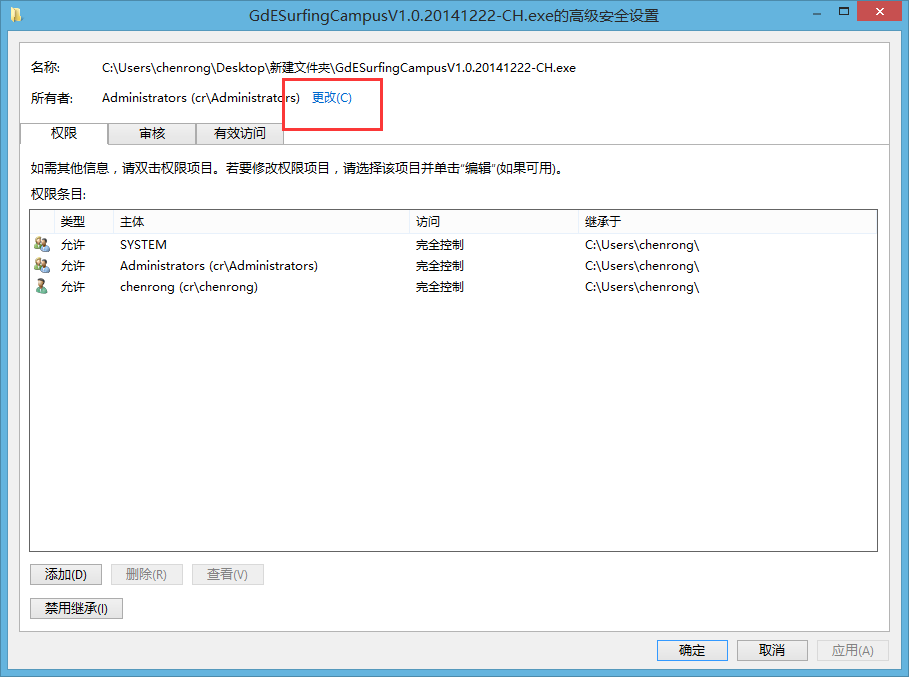 GdESurfingCampusV1.0.20141222-CH.exe的高级安全设置
名称: C:\Users\chenrong\Desktop\新建文件夹\GdESurfingCampusV1.0.20141222-CH.exe
所有者: Administrators (cr\Administrators) 更改(C)
权限 审核 有效访问
如需其他信息，请双击权限项目。若要修改权限项目，请选择该项目并单击“编辑”(如果可用)。
权限条目:
类型 主体 访问 继承于
允许 SYSTEM 完全控制 C:\Users\chenrong\
允许 Administrators (cr\Administrators) 完全控制 C:\Users\chenrong\
允许 chenrong (cr\chenrong) 完全控制 C:\Users\chenrong\
添加(D) 删除(R) 查看(V)
禁用继承(I)
确定 取消 应用(A)